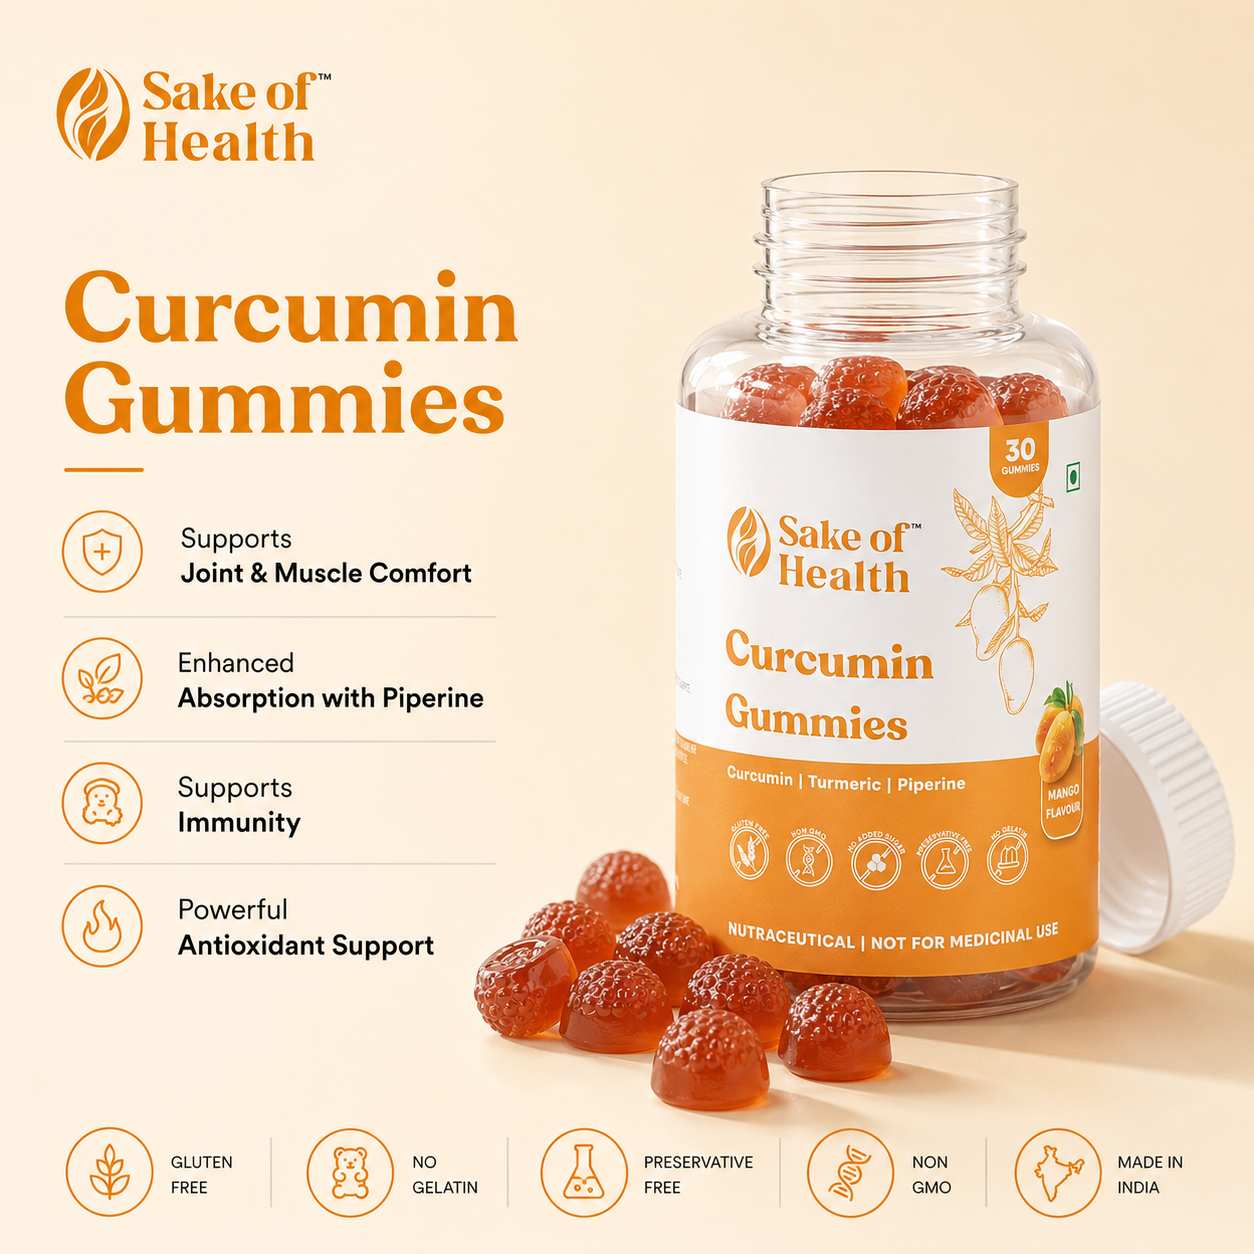 Sake of™
Health
Curcumin
Gummies
Supports
Joint & Muscle Comfort
Enhanced
Absorption with Piperine
Supports
Immunity
Powerful
Antioxidant Support
30
GUMMIES
Sake of™
Health
Curcumin
Gummies
Curcumin | Turmeric | Piperine
MANGO
FLAVOUR
GLUTEN FREE
NON GMO
NO ADDED SUGAR
PRESERVATIVE FREE
NO GELATIN
NUTRACEUTICAL | NOT FOR MEDICINAL USE
GLUTEN
FREE
NO
GELATIN
PRESERVATIVE
FREE
NON
GMO
MADE IN
INDIA